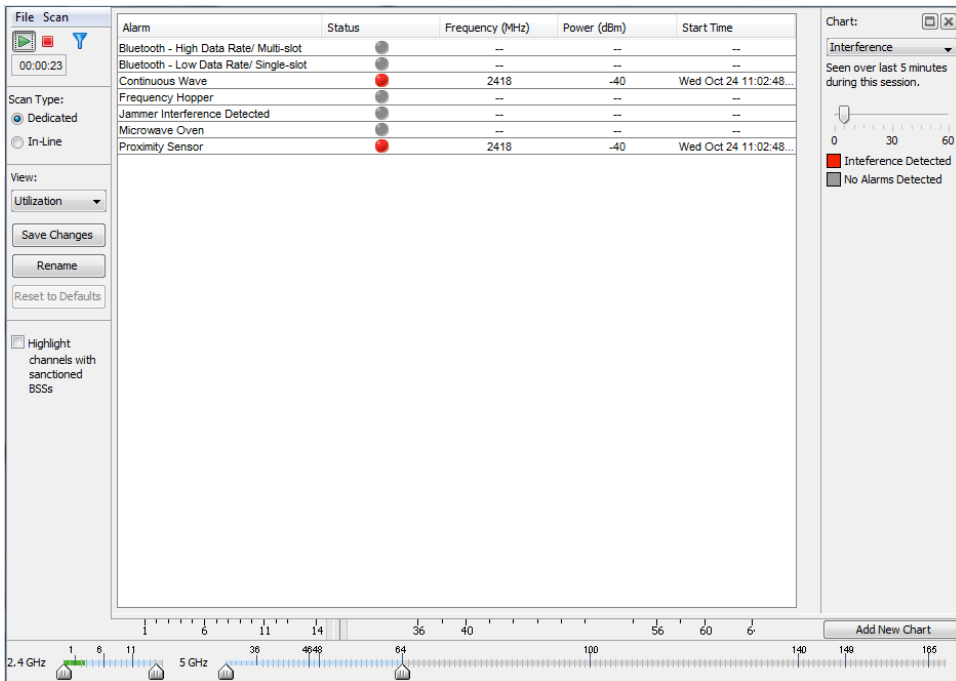 File Scan
00:00:23
Scan Type:
Dedicated
In-Line
View:
Utilization
Save Changes
Rename
Reset to Defaults
Highlight
channels with
sanctioned
BSSs
Alarm Status Frequency (MHz) Power (dBm) Start Time
Bluetooth - High Data Rate/ Multi-slot -- -- --
Bluetooth - Low Data Rate/ Single-slot -- -- --
Continuous Wave 2418 -40 Wed Oct 24 11:02:48...
Frequency Hopper -- -- --
Jammer Interference Detected -- -- --
Microwave Oven -- -- --
Proximity Sensor 2418 -40 Wed Oct 24 11:02:48...
Chart:
Interference
Seen over last 5 minutes
during this session.
0 30 60
Inteference Detected
No Alarms Detected
1 6 11 14 36 40 56 60 6
Add New Chart
2.4 GHz 1 6 11 5 GHz 36 4648 64 100 140 149 165